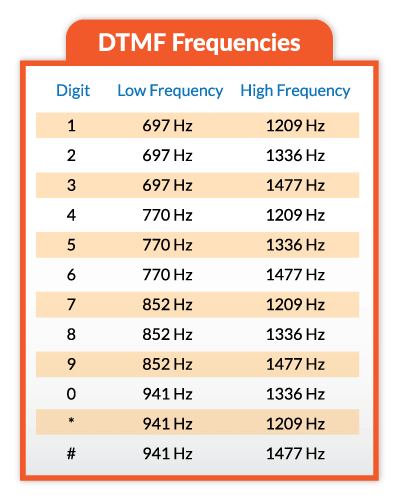 DTMF Frequencies
Digit Low Frequency High Frequency
1 697 Hz 1209 Hz
2 697 Hz 1336 Hz
3 697 Hz 1477 Hz
4 770 Hz 1209 Hz
5 770 Hz 1336 Hz
6 770 Hz 1477 Hz
7 852 Hz 1209 Hz
8 852 Hz 1336 Hz
9 852 Hz 1477 Hz
0 941 Hz 1336 Hz
* 941 Hz 1209 Hz
# 941 Hz 1477 Hz